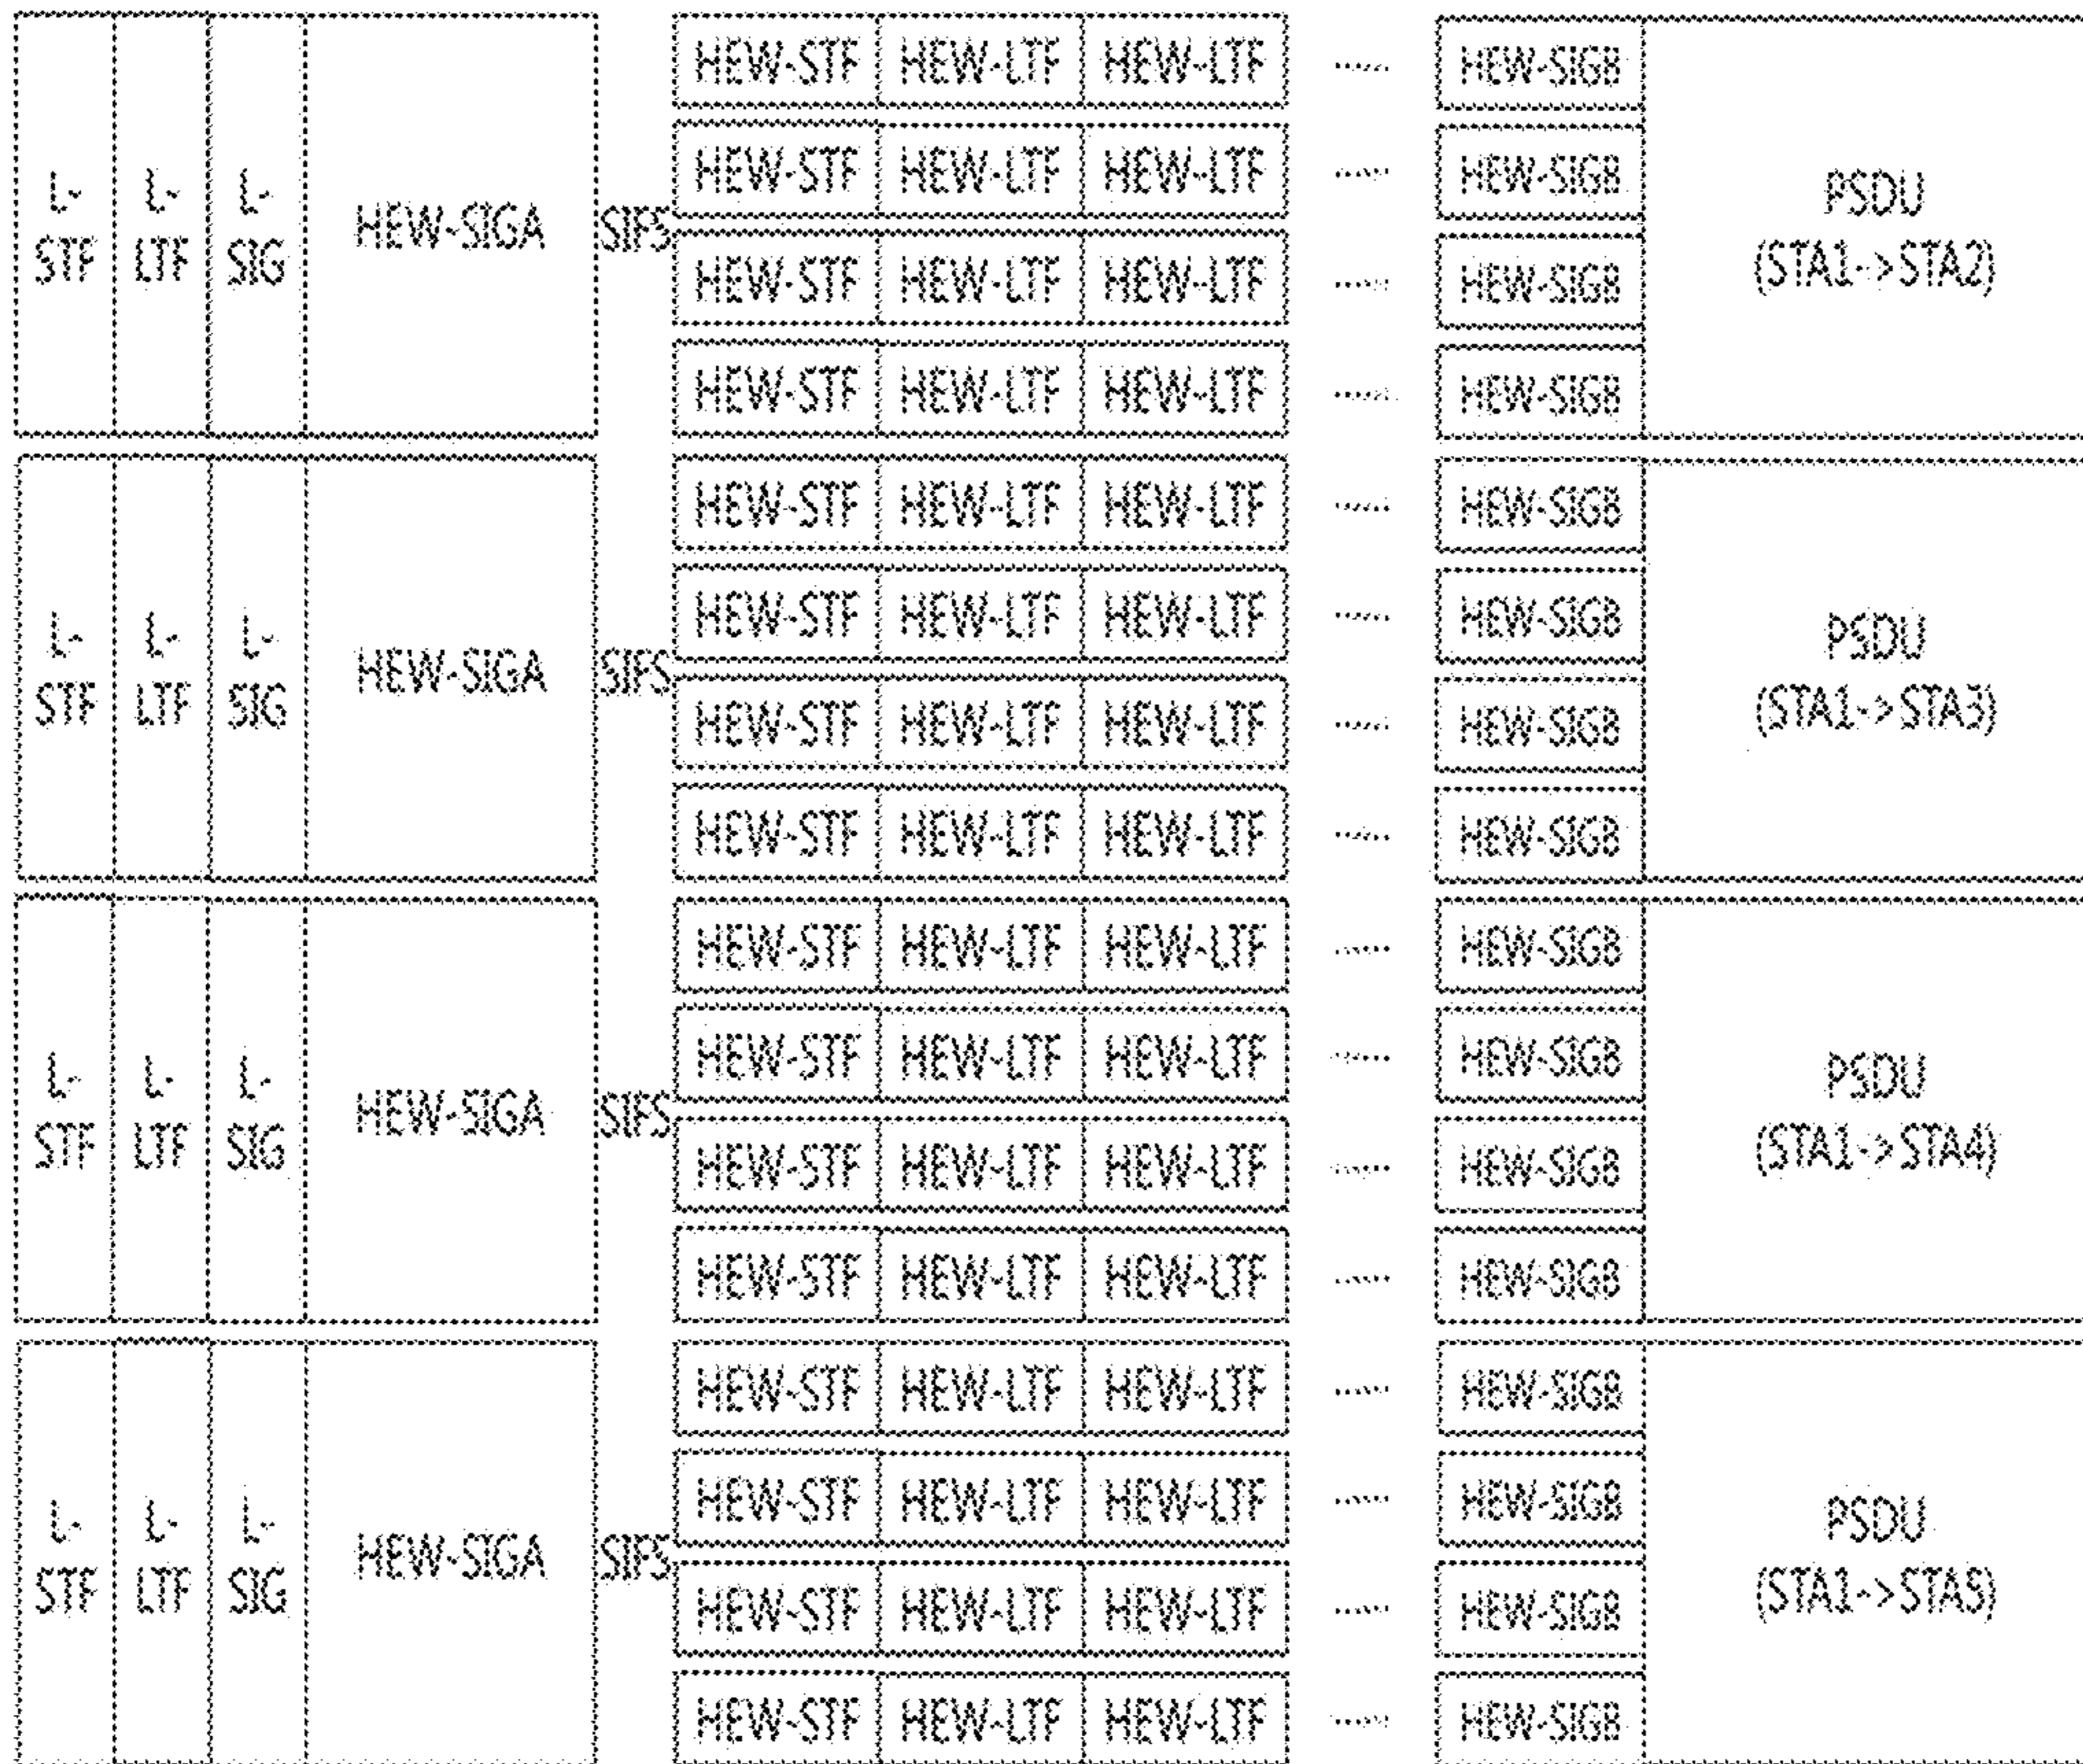 HEW-STF HEW-LTF HEW-LTF ...... HEW-SIGB
HEW-STF HEW-LTF HEW-LTF ...... HEW-SIGB
L-STF L-LTF L-SIG HEW-SIGA SIFS PSDU (STA1->STA2)
HEW-STF HEW-LTF HEW-LTF ...... HEW-SIGB
HEW-STF HEW-LTF HEW-LTF ...... HEW-SIGB
HEW-STF HEW-LTF HEW-LTF ...... HEW-SIGB
HEW-STF HEW-LTF HEW-LTF ...... HEW-SIGB
L-STF L-LTF L-SIG HEW-SIGA SIFS PSDU (STA1->STA3)
HEW-STF HEW-LTF HEW-LTF ...... HEW-SIGB
HEW-STF HEW-LTF HEW-LTF ...... HEW-SIGB
HEW-STF HEW-LTF HEW-LTF ...... HEW-SIGB
HEW-STF HEW-LTF HEW-LTF ...... HEW-SIGB
L-STF L-LTF L-SIG HEW-SIGA SIFS PSDU (STA1->STA4)
HEW-STF HEW-LTF HEW-LTF ...... HEW-SIGB
HEW-STF HEW-LTF HEW-LTF ...... HEW-SIGB
HEW-STF HEW-LTF HEW-LTF ...... HEW-SIGB
HEW-STF HEW-LTF HEW-LTF ...... HEW-SIGB
L-STF L-LTF L-SIG HEW-SIGA SIFS PSDU (STA1->STA5)
HEW-STF HEW-LTF HEW-LTF ...... HEW-SIGB
HEW-STF HEW-LTF HEW-LTF ...... HEW-SIGB